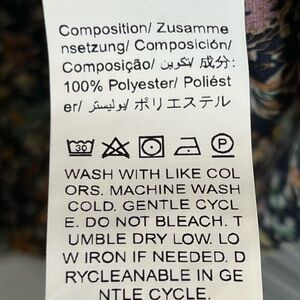 Composition/ Zusamme
nsetzung/ Composición/
Composição/ تكوين/ 成分:
100% Polyester/ Poliést
er/ بوليستر/ ポリエステル
30
P
WASH WITH LIKE COL
ORS. MACHINE WASH
COLD. GENTLE CYCL
E. DO NOT BLEACH. T
UMBLE DRY LOW. LO
W IRON IF NEEDED. D
RYCLEANABLE IN GE
NTLE CYCLE.